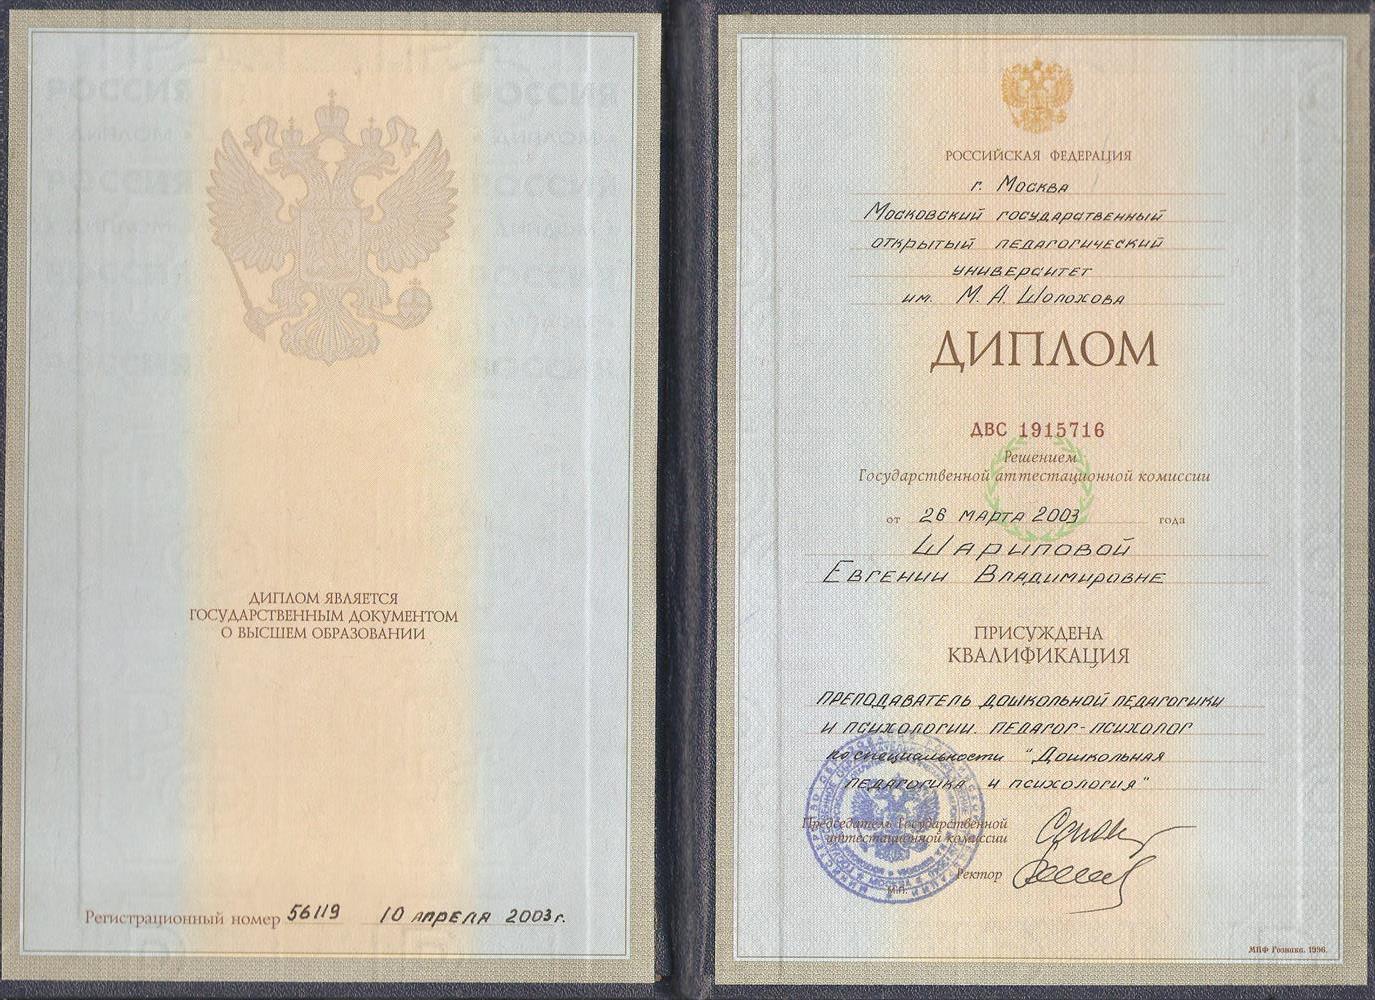 ДИПЛОМ ЯВЛЯЕТСЯ
ГОСУДАРСТВЕННЫМ ДОКУМЕНТОМ
О ВЫСШЕМ ОБРАЗОВАНИИ
Регистрационный номер 56119 10 апреля 2003г.
РОССИЙСКАЯ ФЕДЕРАЦИЯ
г. Москва
Московский государственный
открытый педагогический
университет
им. М.А. Шолохова
ДИПЛОМ
ДВС 1915716
Решением
Государственной аттестационной комиссии
от 26 марта 2003 года
Шариповой
Евгении Владимировне
ПРИСУЖДЕНА
КВАЛИФИКАЦИЯ
преподаватель дошкольной педагогики
и психологии. педагог-психолог
по специальности "Дошкольная
педагогика и психология"
Председатель Государственной
аттестационной комиссии
Ректор
М.П.
МПФ Гознака. 1996.